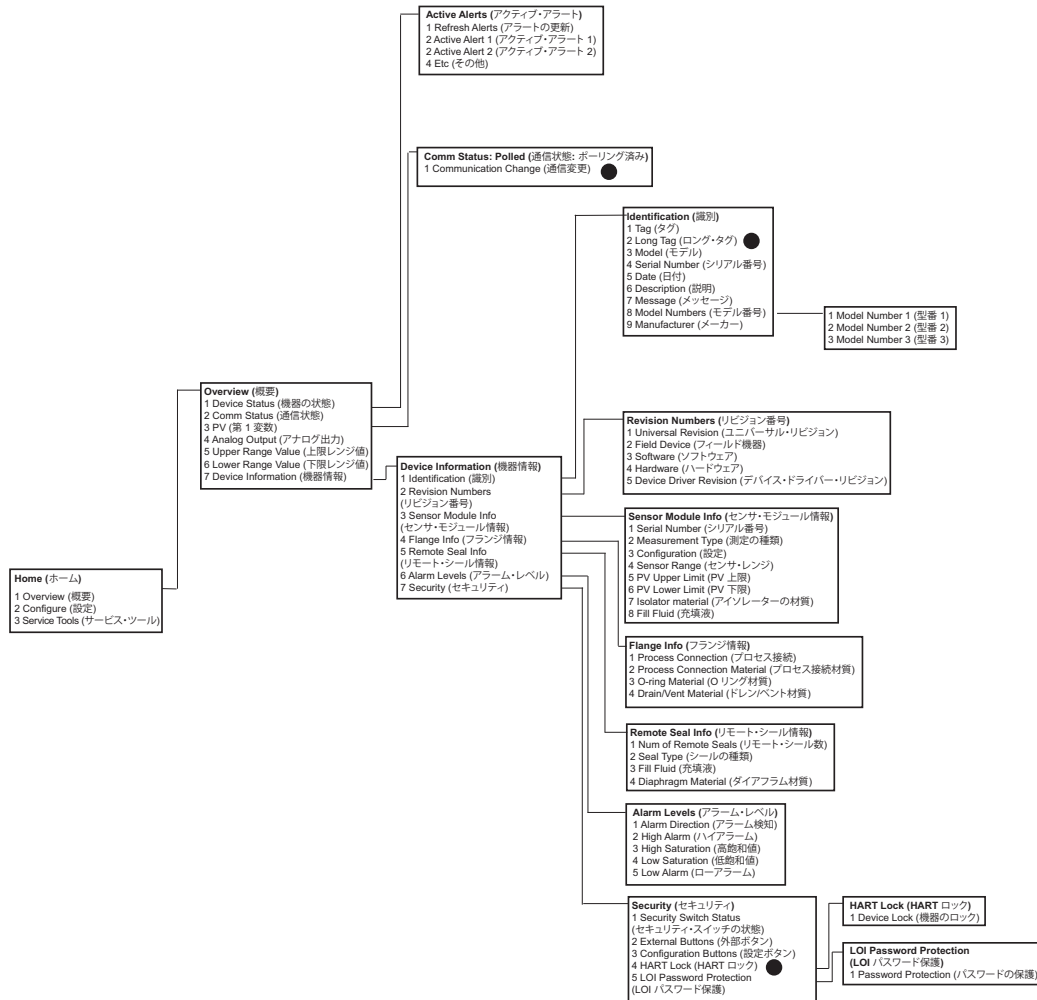 Active Alerts (アクティブ・アラート)
1 Refresh Alerts (アラートの更新)
2 Active Alert 1 (アクティブ・アラート 1)
2 Active Alert 2 (アクティブ・アラート 2)
4 Etc (その他)
Comm Status: Polled (通信状態: ポーリング済み)
1 Communication Change (通信変更)
Identification (識別)
1 Tag (タグ)
2 Long Tag (ロング・タグ)
3 Model (モデル)
4 Serial Number (シリアル番号)
5 Date (日付)
6 Description (説明)
7 Message (メッセージ)
8 Model Numbers (モデル番号)
9 Manufacturer (メーカー)
1 Model Number 1 (型番 1)
2 Model Number 2 (型番 2)
3 Model Number 3 (型番 3)
Overview (概要)
1 Device Status (機器の状態)
2 Comm Status (通信状態)
3 PV (第 1 変数)
4 Analog Output (アナログ出力)
5 Upper Range Value (上限レンジ値)
6 Lower Range Value (下限レンジ値)
7 Device Information (機器情報)
Revision Numbers (リビジョン番号)
1 Universal Revision (ユニバーサル・リビジョン)
2 Field Device (フィールド機器)
3 Software (ソフトウェア)
4 Hardware (ハードウェア)
5 Device Driver Revision (デバイス・ドライバー・リビジョン)
Device Information (機器情報)
1 Identification (識別)
2 Revision Numbers
(リビジョン番号)
3 Sensor Module Info
(センサ・モジュール情報)
4 Flange Info (フランジ情報)
5 Remote Seal Info
(リモート・シール情報)
6 Alarm Levels (アラーム・レベル)
7 Security (セキュリティ)
Sensor Module Info (センサ・モジュール情報)
1 Serial Number (シリアル番号)
2 Measurement Type (測定の種類)
3 Configuration (設定)
4 Sensor Range (センサ・レンジ)
5 PV Upper Limit (PV 上限)
6 PV Lower Limit (PV 下限)
7 Isolator material (アイソレーターの材質)
8 Fill Fluid (充填液)
Home (ホーム)
1 Overview (概要)
2 Configure (設定)
3 Service Tools (サービス・ツール)
Flange Info (フランジ情報)
1 Process Connection (プロセス接続)
2 Process Connection Material (プロセス接続材質)
3 O-ring Material (O リング材質)
4 Drain/Vent Material (ドレン/ベント材質)
Remote Seal Info (リモート・シール情報)
1 Num of Remote Seals (リモート・シール数)
2 Seal Type (シールの種類)
3 Fill Fluid (充填液)
4 Diaphragm Material (ダイアフラム材質)
Alarm Levels (アラーム・レベル)
1 Alarm Direction (アラーム検知)
2 High Alarm (ハイアラーム)
3 High Saturation (高飽和値)
4 Low Saturation (低飽和値)
5 Low Alarm (ローアラーム)
Security (セキュリティ)
1 Security Switch Status
(セキュリティ・スイッチの状態)
2 External Buttons (外部ボタン)
3 Configuration Buttons (設定ボタン)
4 HART Lock (HART ロック)
5 LOI Password Protection
(LOI パスワード保護)
HART Lock (HART ロック)
1 Device Lock (機器のロック)
LOI Password Protection
(LOI パスワード保護)
1 Password Protection (パスワードの保護)